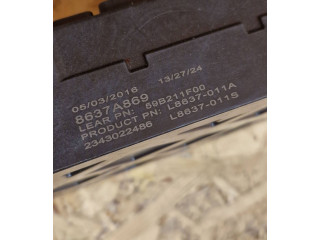 05/03/2016 13/27/24
8637A869
LEAR PN: 59B211F00
PRODUCT PN: L8637-011A
2343022486 L8637-011S